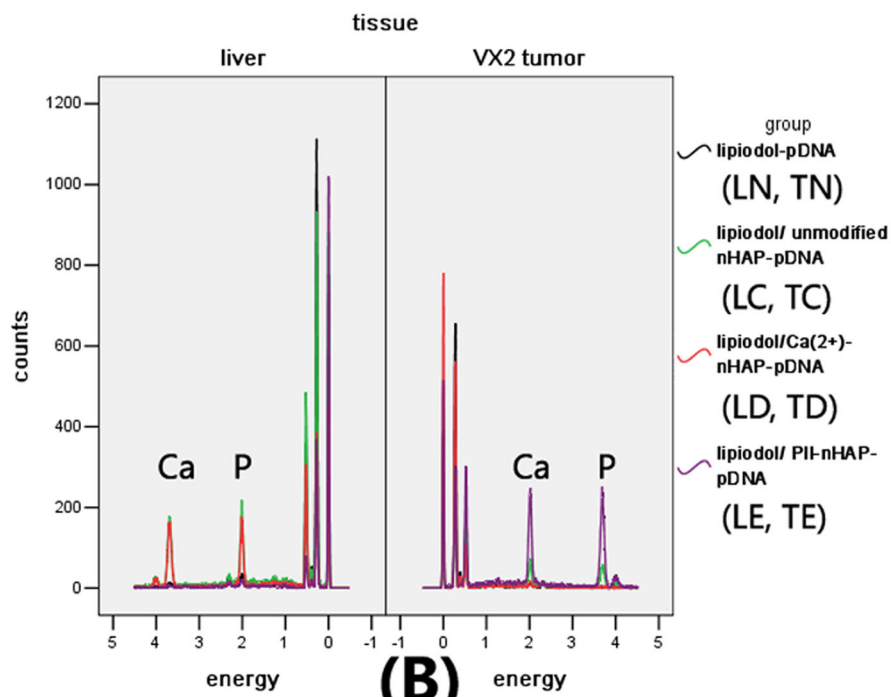 tissue
liver
VX2 tumor
1200
1000
800
600
400
200
0
counts
Ca
P
Ca
P
5
4
3
2
1
0
-1
-1
0
1
2
3
4
5
energy
(B)
energy
group
lipiodol-pDNA
(LN, TN)
lipiodol/ unmodified
nHAP-pDNA
(LC, TC)
lipiodol/Ca(2+)-
nHAP-pDNA
(LD, TD)
lipiodol/ PII-nHAP-
pDNA
(LE, TE)